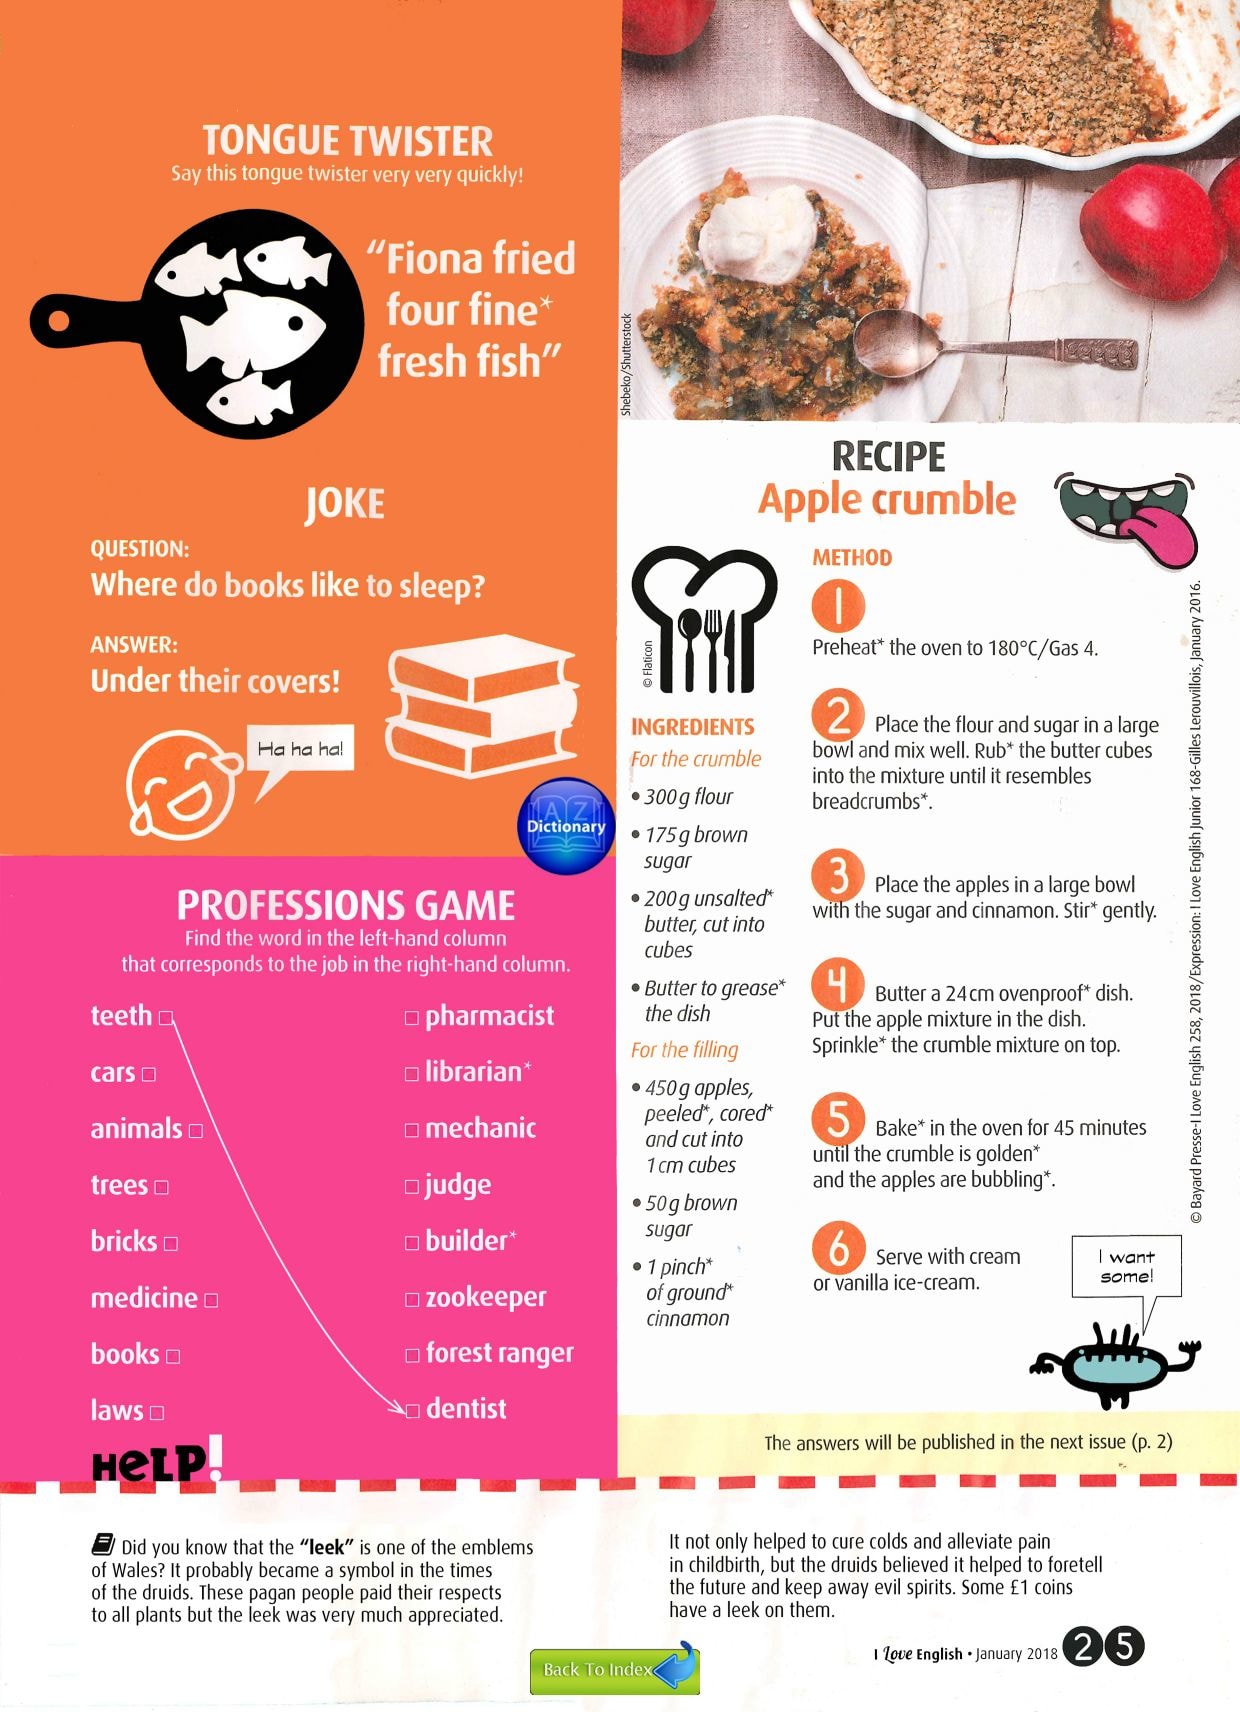 TONGUE TWISTER
Say this tongue twister very very quickly!
“Fiona fried
four fine*
fresh fish”
JOKE
QUESTION:
Where do books like to sleep?
ANSWER:
Under their covers!
Ha ha ha!
A Z
Dictionary
PROFESSIONS GAME
Find the word in the left-hand column
that corresponds to the job in the right-hand column.
teeth
cars
animals
trees
bricks
medicine
books
laws
pharmacist
librarian*
mechanic
judge
builder*
zookeeper
forest ranger
dentist
Shebeko/Shutterstock
RECIPE
Apple crumble
© Flaticon
INGREDIENTS
For the crumble
• 300g flour
• 175g brown
sugar
• 200g unsalted*
butter, cut into
cubes
• Butter to grease*
the dish
For the filling
• 450g apples,
peeled*, cored*
and cut into
1cm cubes
• 50g brown
sugar
• 1 pinch*
of ground*
cinnamon
METHOD
1
Preheat* the oven to 180°C/Gas 4.
2 Place the flour and sugar in a large
bowl and mix well. Rub* the butter cubes
into the mixture until it resembles
breadcrumbs*.
3 Place the apples in a large bowl
with the sugar and cinnamon. Stir* gently.
4 Butter a 24cm ovenproof* dish.
Put the apple mixture in the dish.
Sprinkle* the crumble mixture on top.
5 Bake* in the oven for 45 minutes
until the crumble is golden*
and the apples are bubbling*.
6 Serve with cream
or vanilla ice-cream.
I want
some!
© Bayard Presse-I Love English 258, 2018/Expression: I Love English Junior 168-Gilles Lerouvillois, January 2016.
The answers will be published in the next issue (p. 2)
HeLP!
Did you know that the “leek” is one of the emblems
of Wales? It probably became a symbol in the times
of the druids. These pagan people paid their respects
to all plants but the leek was very much appreciated.
It not only helped to cure colds and alleviate pain
in childbirth, but the druids believed it helped to foretell
the future and keep away evil spirits. Some £1 coins
have a leek on them.
I Love English • January 2018 25
Back To Index